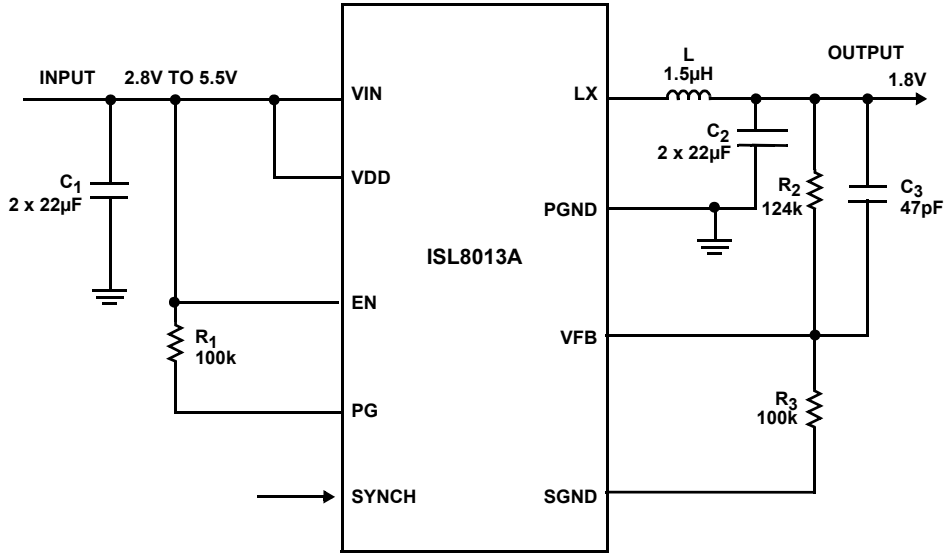 INPUT 2.8V TO 5.5V
VIN
VDD
C1
2 x 22µF
EN
R1
100k
PG
SYNCH
ISL8013A
LX
PGND
VFB
SGND
L
1.5µH
OUTPUT
1.8V
C2
2 x 22µF
R2
124k
C3
47pF
R3
100k